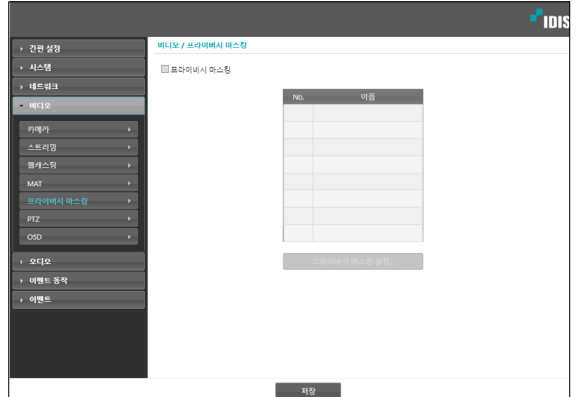 IDIS
간편 설정
시스템
네트워크
비디오
카메라
스트리밍
웹캐스팅
MAT
프라이버시 마스킹
PTZ
OSD
오디오
이벤트 동작
이벤트
비디오 / 프라이버시 마스킹
프라이버시 마스킹
No. 이름
프라이버시 마스킹 설정...
저장